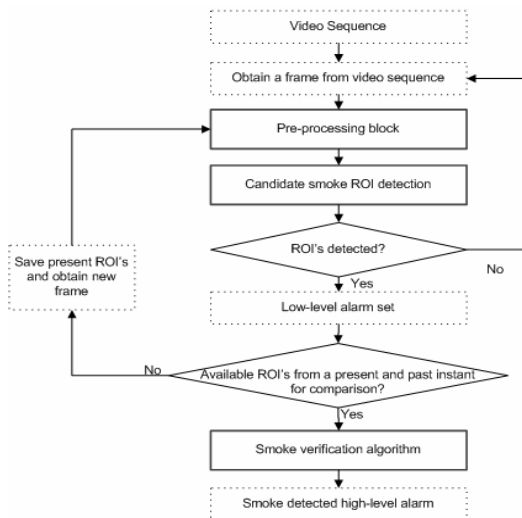 Video Sequence
Obtain a frame from video sequence
Pre-processing block
Candidate smoke ROI detection
ROI's detected?
No
Yes
Save present ROI's
and obtain new
frame
Low-level alarm set
No
Available ROI's from a present and past instant
for comparison?
Yes
Smoke verification algorithm
Smoke detected high-level alarm